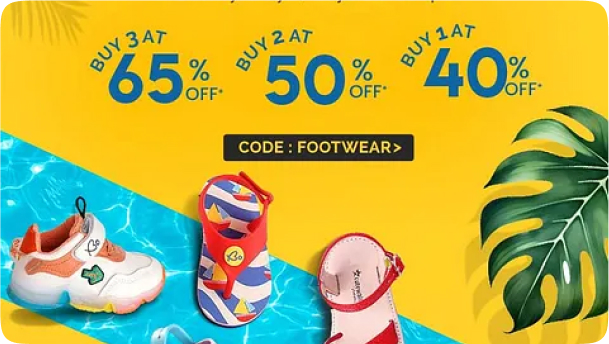 BUY 3 AT
65% OFF*
BUY 2 AT
50% OFF*
BUY 1 AT
40% OFF*
CODE : FOOTWEAR>